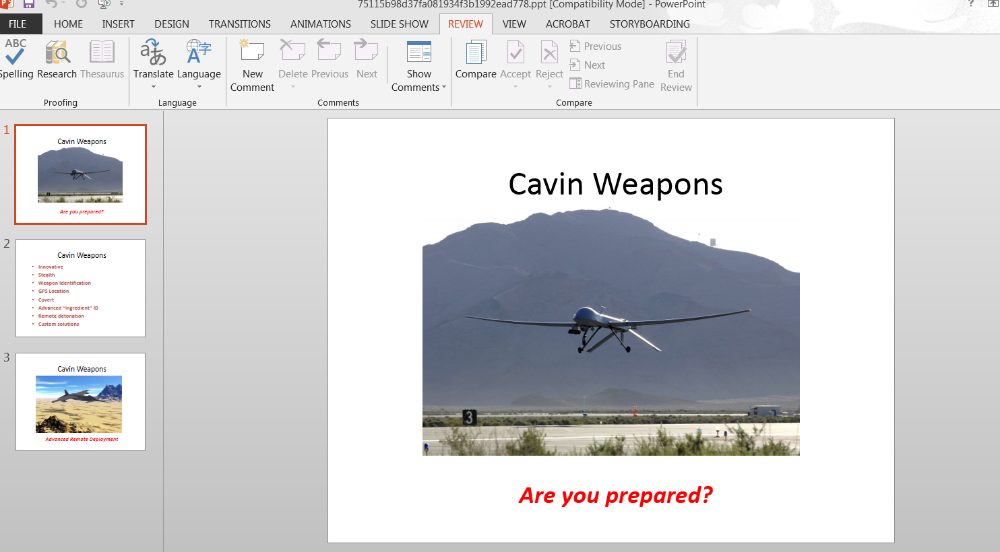 75115b98d37fa081934f3b1992ead778.ppt [Compatibility Mode] - PowerPoint
?
FILE HOME INSERT DESIGN TRANSITIONS ANIMATIONS SLIDE SHOW REVIEW VIEW ACROBAT STORYBOARDING
ABC
Spelling Research Thesaurus
Proofing
Translate Language
Language
New Comment
Delete Previous Next
Show Comments
Comments
Compare Accept Reject
Previous
Next
Reviewing Pane
End Review
Compare
1
Cavin Weapons
Are you prepared?
2
Cavin Weapons
• Innovative
• Stealth
• Weapon Identification
• GPS Location
• Covert
• Advanced “ingredient” ID
• Remote detonation
• Custom solutions
3
Cavin Weapons
Advanced Remote Deployment
Cavin Weapons
3
Are you prepared?